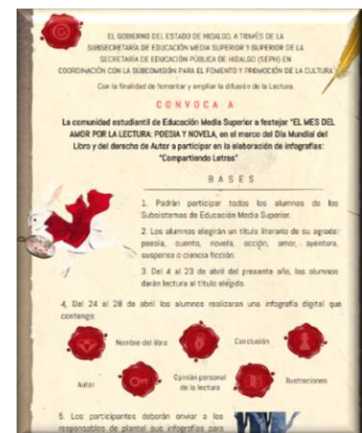 EL GOBIERNO DEL ESTADO DE HIDALGO, A TRAVÉS DE LA
SUBSECRETARÍA DE EDUCACIÓN MEDIA SUPERIOR Y SUPERIOR DE LA
SECRETARÍA DE EDUCACIÓN PÚBLICA DE HIDALGO (SEPH) EN
COORDINACIÓN CON LA SUBCOMISIÓN PARA EL FOMENTO Y PROMOCIÓN DE LA CULTURA
Con la finalidad de fomentar y ampliar la difusión de la Lectura.
CONVOCA A
La comunidad estudiantil de Educación Media Superior a festejar "EL MES DEL
AMOR POR LA LECTURA: POESIA Y NOVELA, en el marco del Día Mundial del
Libro y del derecho de Autor a participar en la elaboración de infografías:
"Compartiendo Letras"
BASES
1. Podrán participar todos los alumnos de los
Subsistemas de Educación Media Superior.
2. Los alumnos elegirán un título literario de su agrado:
poesía, cuento, novela, acción, amor, aventura,
suspenso o ciencia ficción.
3. Del 4 al 23 de abril del presente año, los alumnos
darán lectura al título elegido.
4. Del 24 al 28 de abril los alumnos realizaran una infografía digital que
contenga:
Nombre del libro
Conclusión
Autor
Opinión personal
de la lectura
Ilustraciones
5. Los participantes deberán enviar a los
responsables de plantel sus infografías para